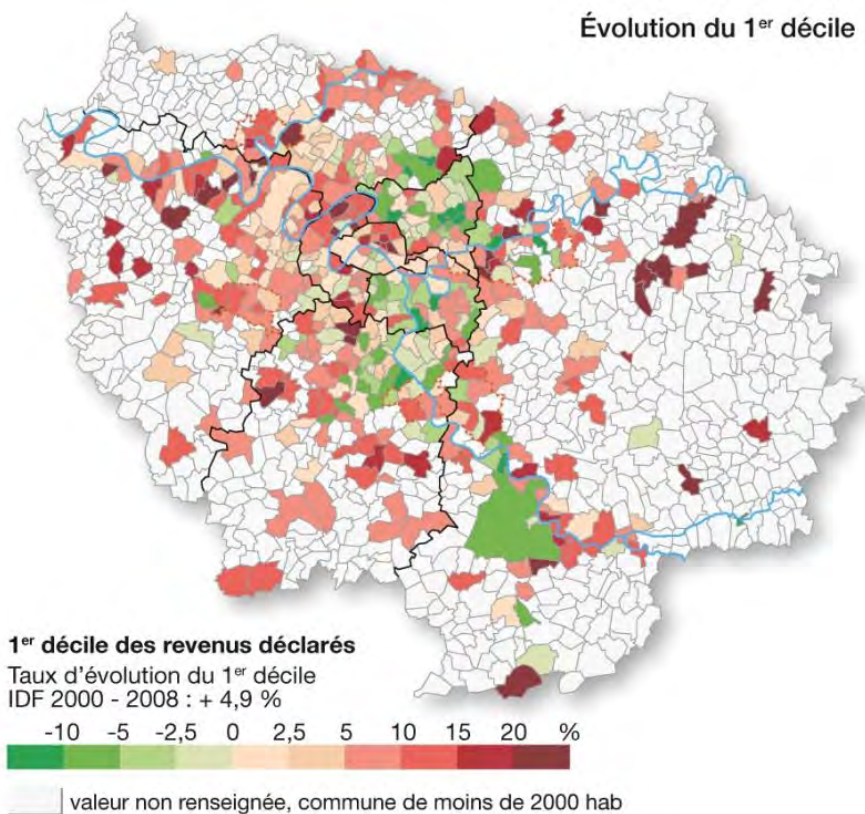 Évolution du 1er décile
1er décile des revenus déclarés
Taux d'évolution du 1er décile
IDF 2000 - 2008 : + 4,9 %
-10 -5 -2,5 0 2,5 5 10 15 20 %
valeur non renseignée, commune de moins de 2000 hab